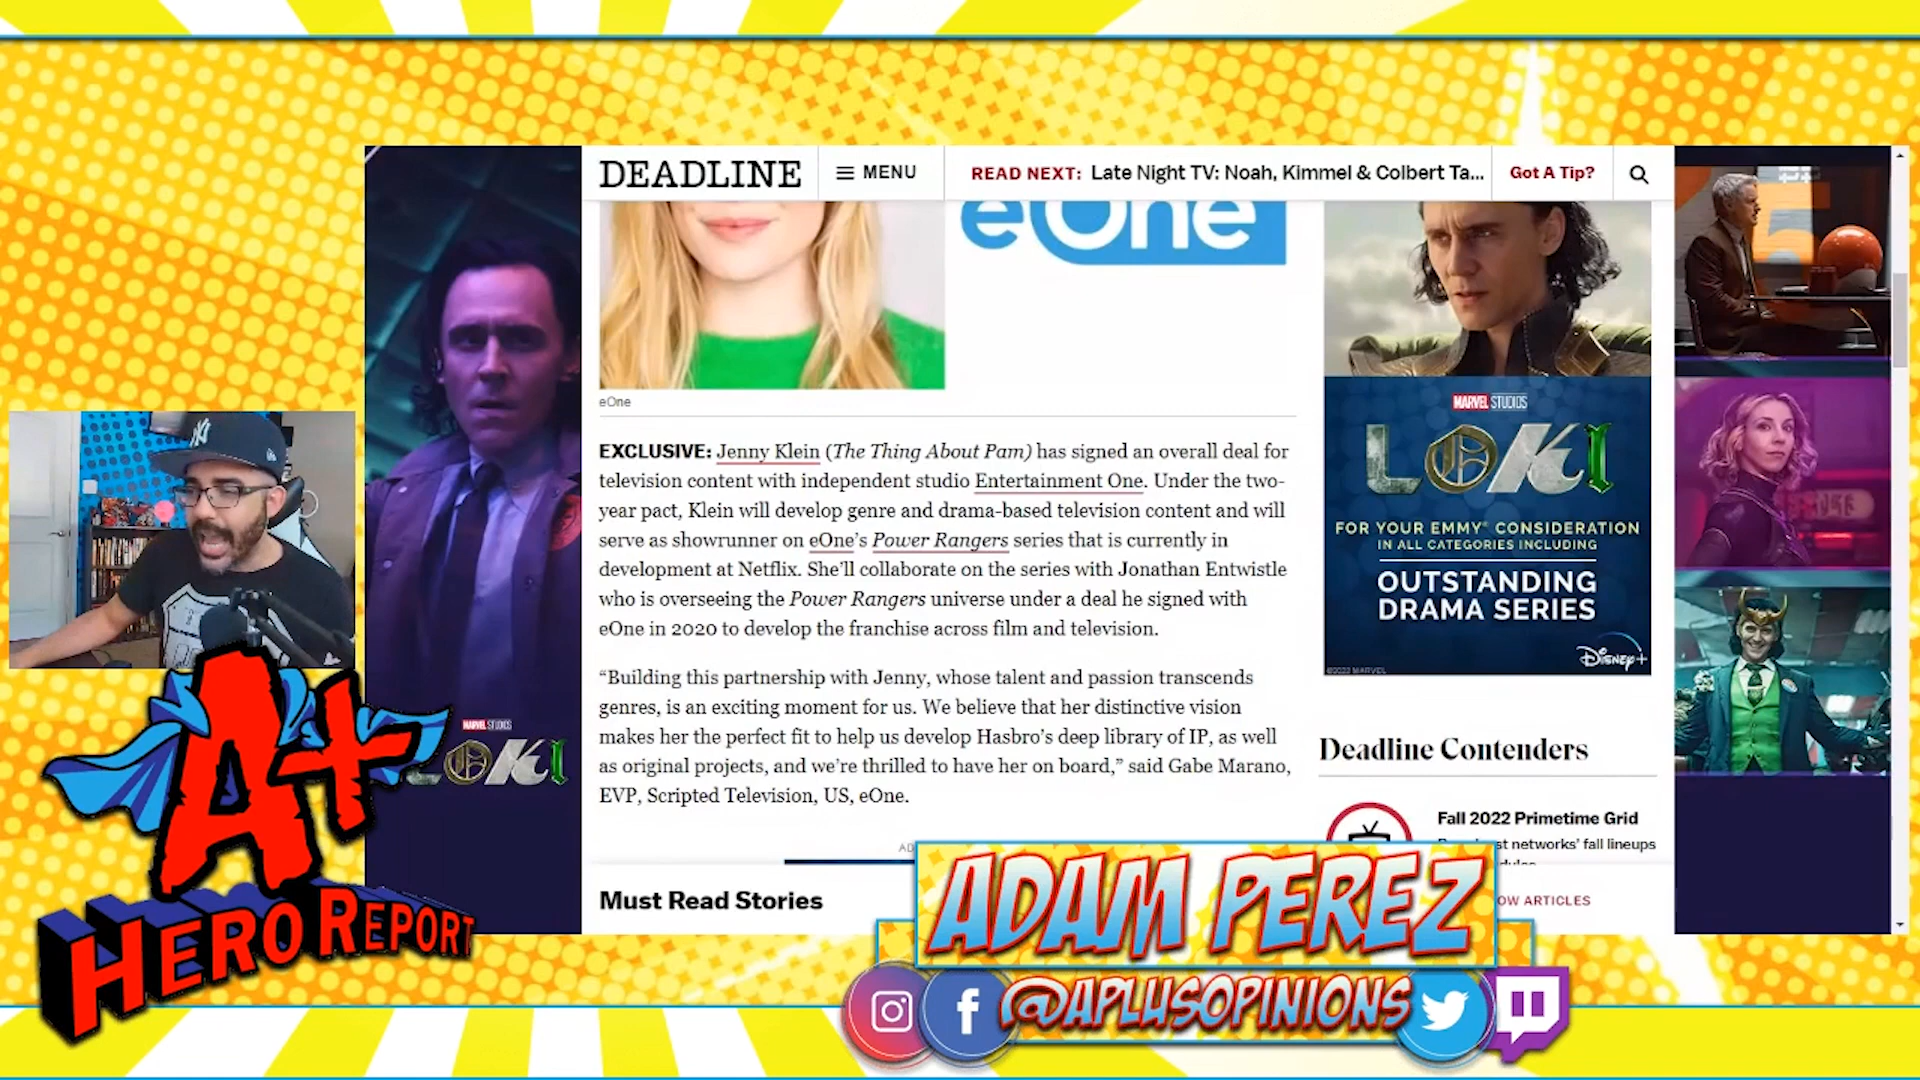 DEADLINE
MENU
READ NEXT: Late Night TV: Noah, Kimmel & Colbert Ta...
Got A Tip?
eOne
eOne
EXCLUSIVE: Jenny Klein (The Thing About Pam) has signed an overall deal for
television content with independent studio Entertainment One. Under the two-
year pact, Klein will develop genre and drama-based television content and will
serve as showrunner on eOne’s Power Rangers series that is currently in
development at Netflix. She’ll collaborate on the series with Jonathan Entwistle
who is overseeing the Power Rangers universe under a deal he signed with
eOne in 2020 to develop the franchise across film and television.
“Building this partnership with Jenny, whose talent and passion transcends
genres, is an exciting moment for us. We believe that her distinctive vision
makes her the perfect fit to help us develop Hasbro’s deep library of IP, as well
as original projects, and we’re thrilled to have her on board,” said Gabe Marano,
EVP, Scripted Television, US, eOne.
Must Read Stories
MARVEL STUDIOS
LOKI
FOR YOUR EMMY® CONSIDERATION
IN ALL CATEGORIES INCLUDING
OUTSTANDING
DRAMA SERIES
Disney+
©2022 MARVEL
Deadline Contenders
Fall 2022 Primetime Grid
networks’ fall lineups
ARTICLES
MARVEL STUDIOS
LOKI
NY
A+
HERO REPORT
ADAM PEREZ
@APLUSOPINIONS